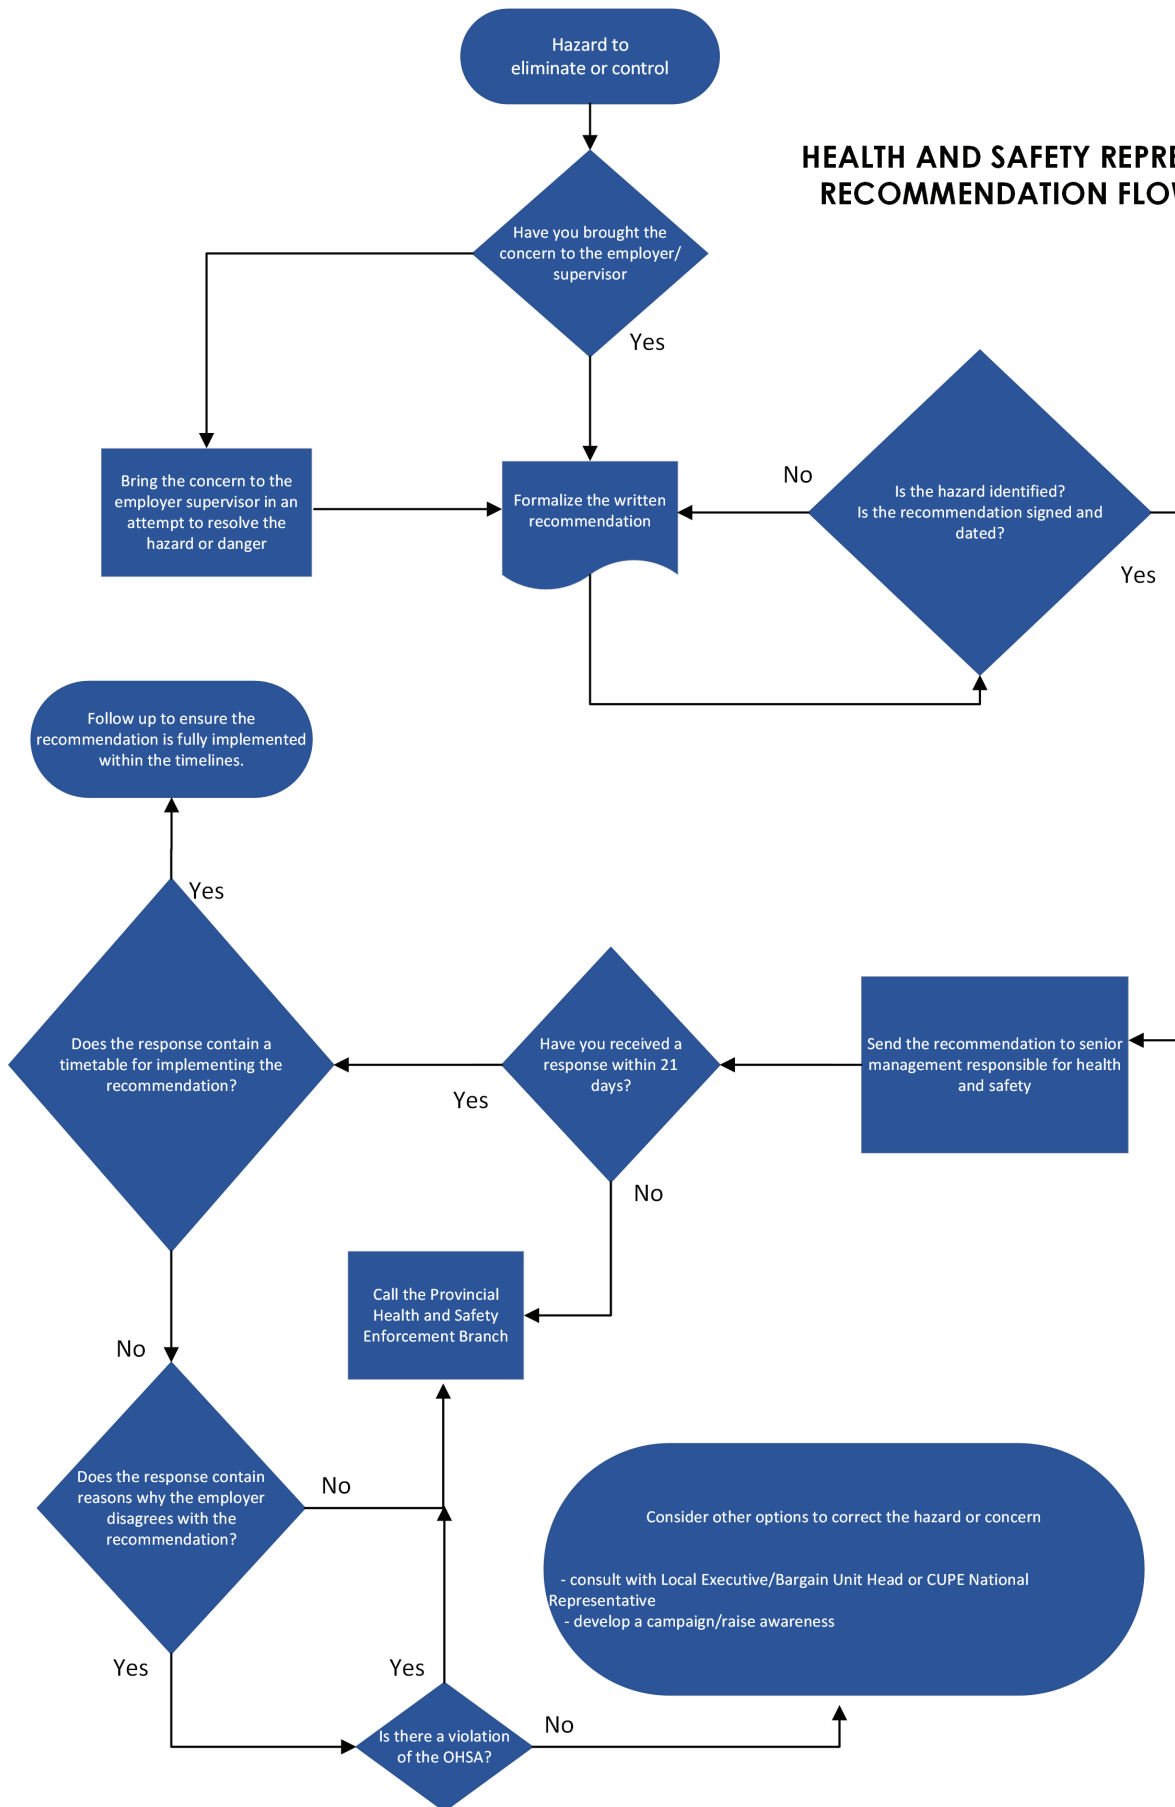 Hazard to
eliminate or control
HEALTH AND SAFETY REPRE
RECOMMENDATION FLOW
Have you brought the
concern to the employer/
supervisor
Yes
Bring the concern to the
employer supervisor in an
attempt to resolve the
hazard or danger
Formalize the written
recommendation
No
Is the hazard identified?
Is the recommendation signed and
dated?
Yes
Follow up to ensure the
recommendation is fully implemented
within the timelines.
Yes
Does the response contain a
timetable for implementing the
recommendation?
Yes
Have you received a
response within 21
days?
Send the recommendation to senior
management responsible for health
and safety
No
Call the Provincial
Health and Safety
Enforcement Branch
No
Does the response contain
reasons why the employer
disagrees with the
recommendation?
No
Consider other options to correct the hazard or concern
- consult with Local Executive/Bargain Unit Head or CUPE National
Representative
- develop a campaign/raise awareness
Yes
Yes
Is there a violation
of the OHSA?
No